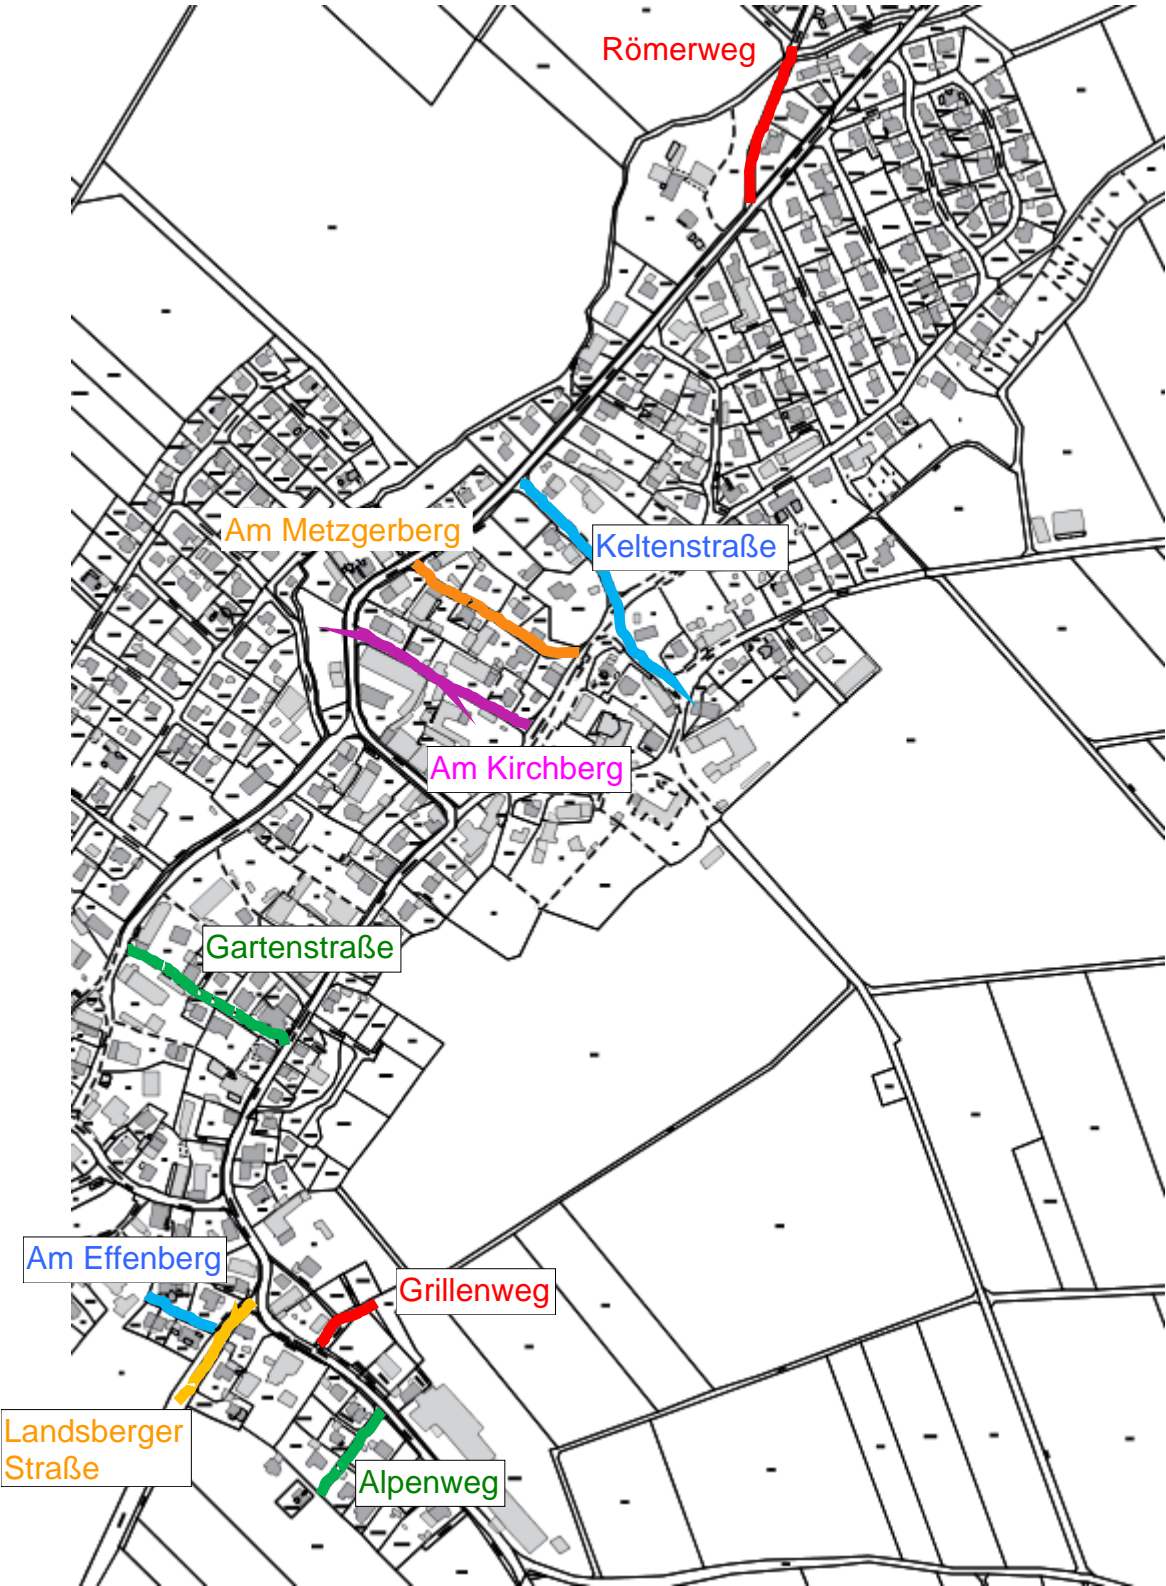 Römerweg
Am Metzgerberg
Keltenstraße
Am Kirchberg
Gartenstraße
Am Effenberg
Grillenweg
Landsberger
Straße
Alpenweg